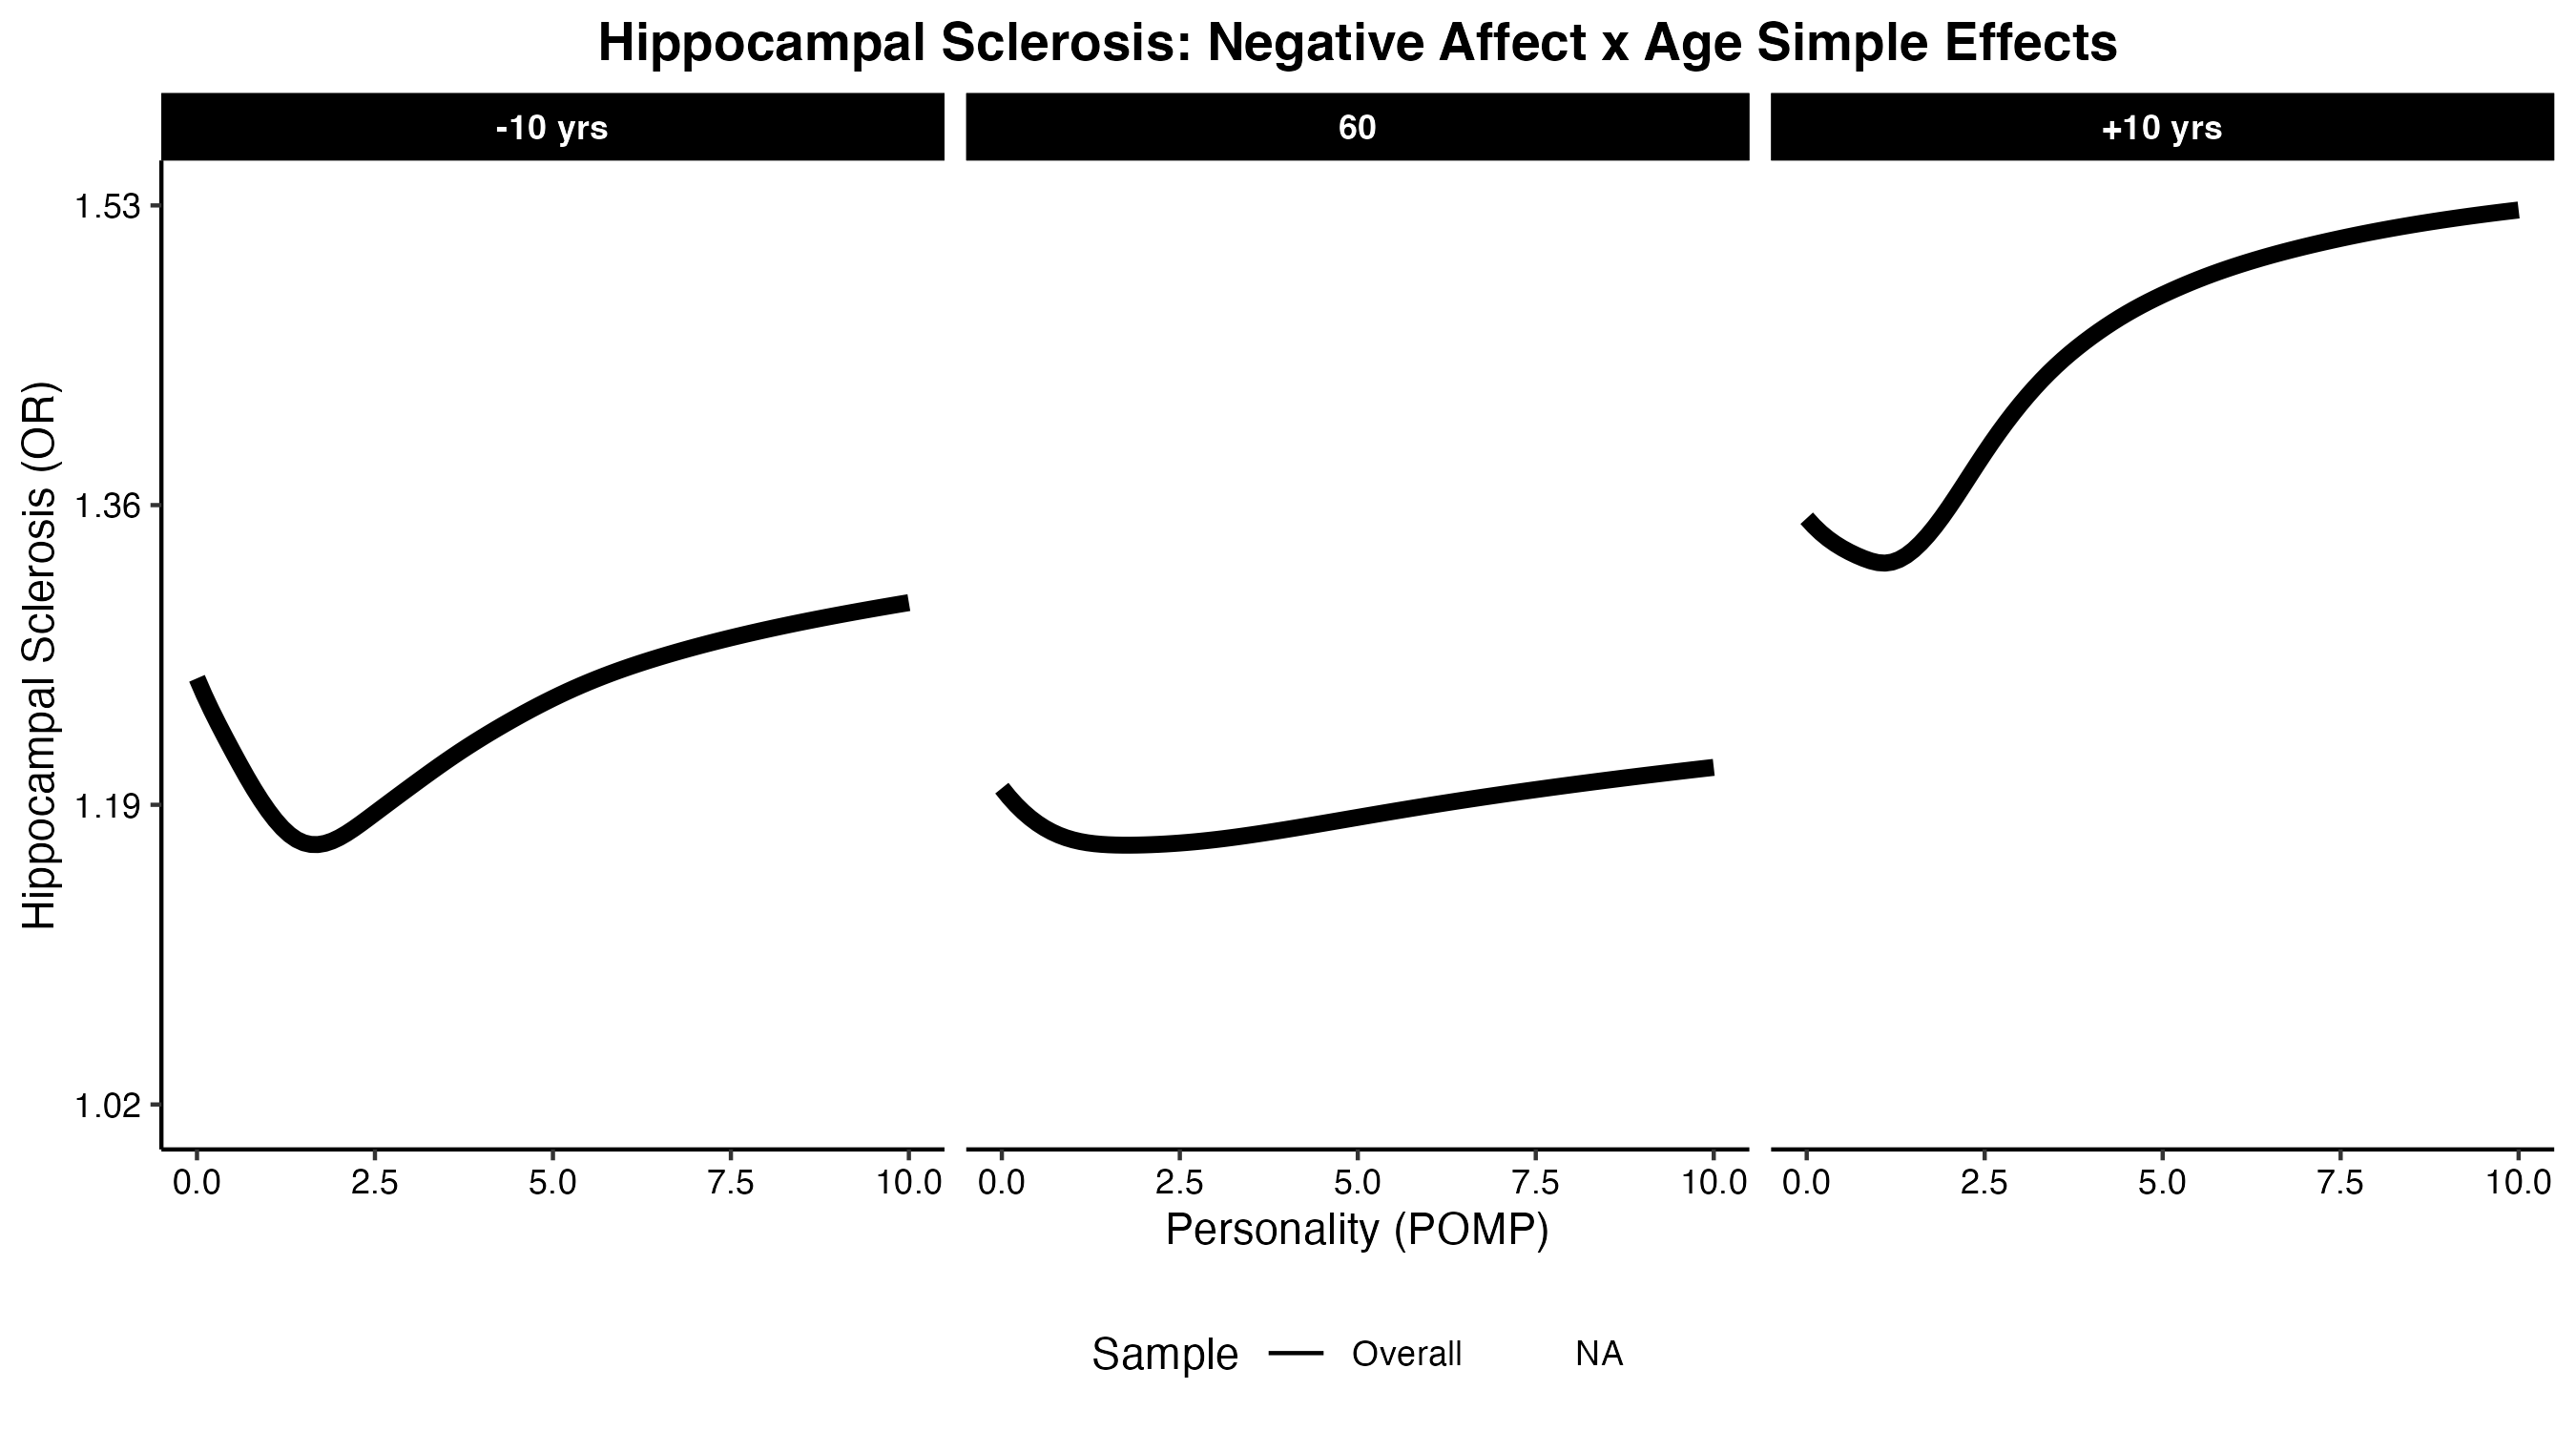 Hippocampal Sclerosis: Negative Affect x Age Simple Effects
-10 yrs 60 +10 yrs
1.53
1.36
1.19
1.02
Hippocampal Sclerosis (OR)
0.0 2.5 5.0 7.5 10.0 0.0 2.5 5.0 7.5 10.0 0.0 2.5 5.0 7.5 10.0
Personality (POMP)
Sample Overall NA